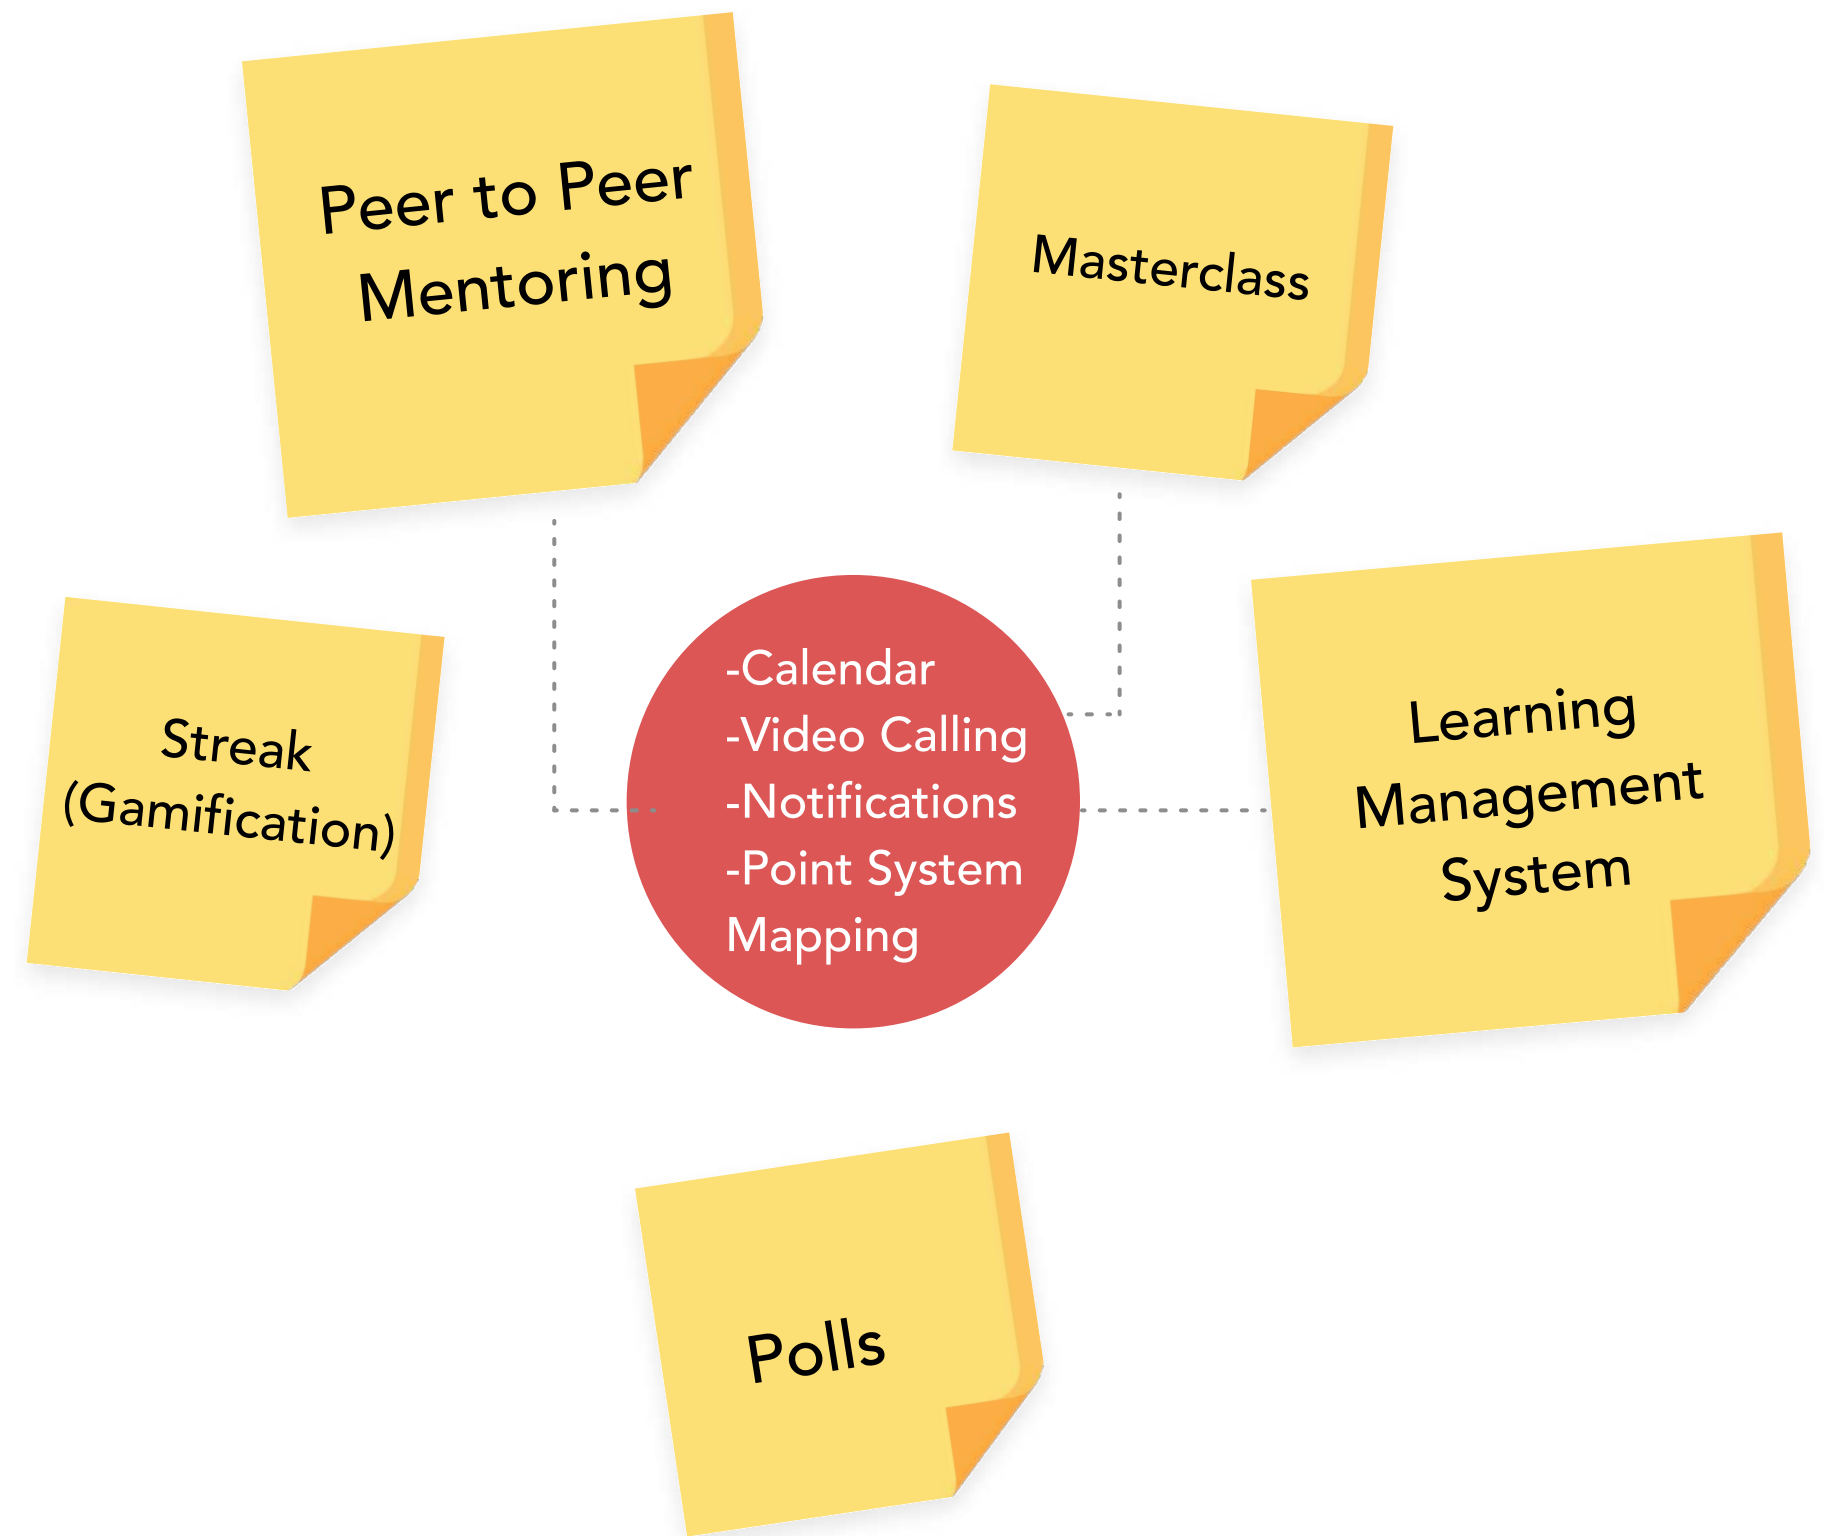 Peer to Peer
Mentoring
Masterclass
Streak
(Gamification)
-Calendar
-Video Calling
-Notifications
-Point System
Mapping
Learning
Management
System
Polls